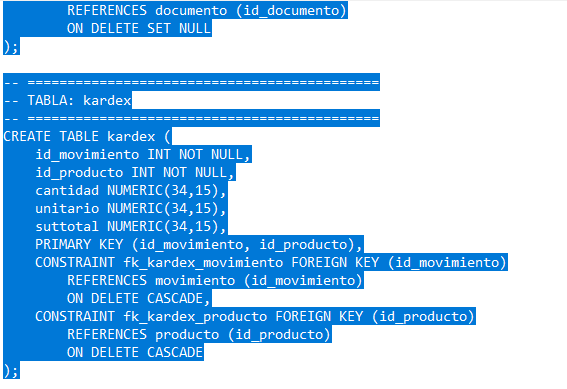 REFERENCES documento (id_documento)
ON DELETE SET NULL
);
-- ============================================
-- TABLA: kardex
-- ============================================
CREATE TABLE kardex (
id_movimiento INT NOT NULL,
id_producto INT NOT NULL,
cantidad NUMERIC(34,15),
unitario NUMERIC(34,15),
suttotal NUMERIC(34,15),
PRIMARY KEY (id_movimiento, id_producto),
CONSTRAINT fk_kardex_movimiento FOREIGN KEY (id_movimiento)
REFERENCES movimiento (id_movimiento)
ON DELETE CASCADE,
CONSTRAINT fk_kardex_producto FOREIGN KEY (id_producto)
REFERENCES producto (id_producto)
ON DELETE CASCADE
);